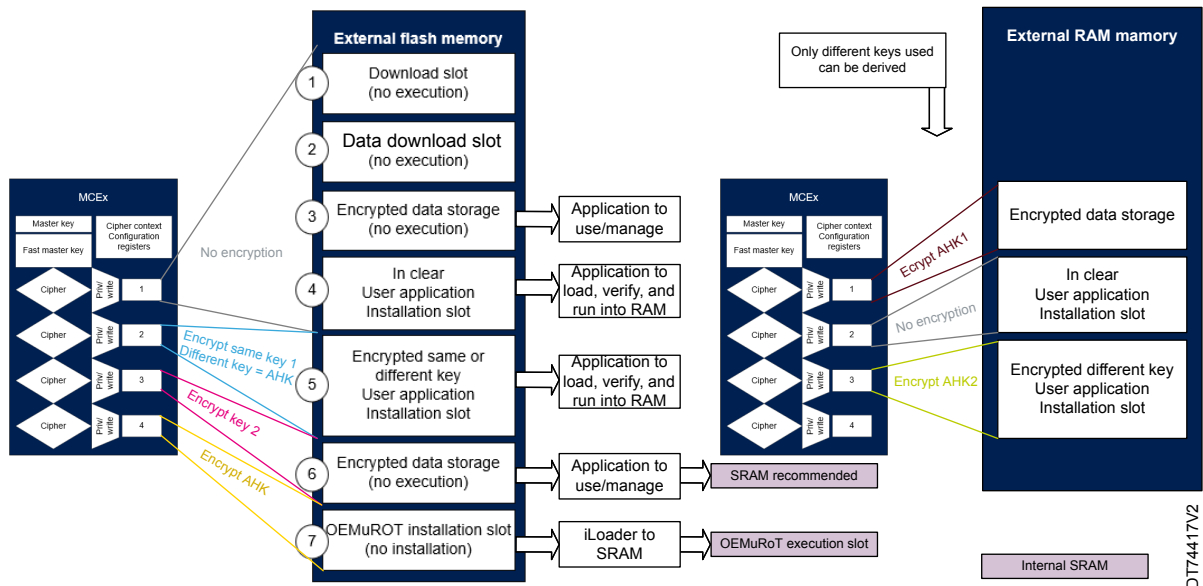 External flash memory
1
Download slot
(no execution)
2
Data download slot
(no execution)
3
Encrypted data storage
(no execution)
Application to
use/manage
4
In clear
User application
Installation slot
Application to
load, verify, and
run into RAM
5
Encrypted same or
different key
User application
Installation slot
Application to
load, verify, and
run into RAM
6
Encrypted data storage
(no execution)
Application to
use/manage
SRAM recommended
7
OEMuROT installation slot
(no installation)
iLoader to
SRAM
OEMuRoT execution slot
MCEx
Master key
Fast master key
Cipher context
Configuration
registers
Cipher
Priv/
write
1
Cipher
Priv/
write
2
Cipher
Priv/
write
3
Cipher
Priv/
write
4
No encryption
Encrypt same key 1
Different key = AHK
Encrypt key 2
Encrypt AHK
Only different keys used
can be derived
MCEx
Master key
Fast master key
Cipher context
Configuration
registers
Cipher
Priv/
write
1
Cipher
Priv/
write
2
Cipher
Priv/
write
3
Cipher
Priv/
write
4
Ecrypt AHK1
No encryption
Encrypt AHK2
External RAM mamory
Encrypted data storage
In clear
User application
Installation slot
Encrypted different key
User application
Installation slot
Internal SRAM
DT74417V2